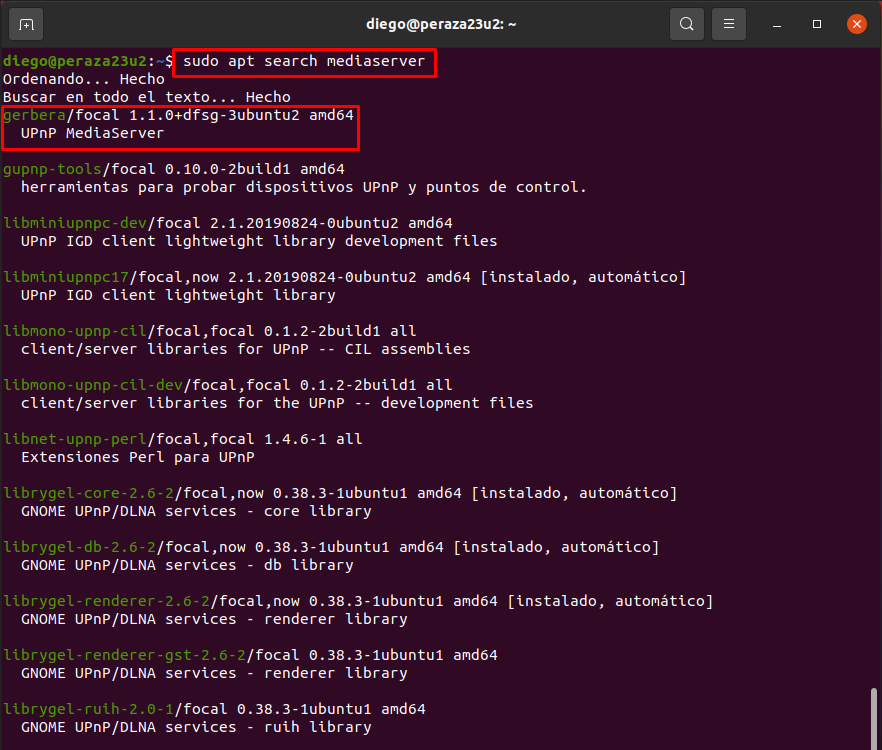 diego@peraza23u2: ~
diego@peraza23u2:~$ sudo apt search mediaserver
Ordenando... Hecho
Buscar en todo el texto... Hecho
gerbera/focal 1.1.0+dfsg-3ubuntu2 amd64
  UPnP MediaServer

gupnp-tools/focal 0.10.0-2build1 amd64
  herramientas para probar dispositivos UPnP y puntos de control.

libminiupnpc-dev/focal 2.1.20190824-0ubuntu2 amd64
  UPnP IGD client lightweight library development files

libminiupnpc17/focal,now 2.1.20190824-0ubuntu2 amd64 [instalado, automático]
  UPnP IGD client lightweight library

libmono-upnp-cil/focal,focal 0.1.2-2build1 all
  client/server libraries for UPnP -- CIL assemblies

libmono-upnp-cil-dev/focal,focal 0.1.2-2build1 all
  client/server libraries for the UPnP -- development files

libnet-upnp-perl/focal,focal 1.4.6-1 all
  Extensiones Perl para UPnP

librygel-core-2.6-2/focal,now 0.38.3-1ubuntu1 amd64 [instalado, automático]
  GNOME UPnP/DLNA services - core library

librygel-db-2.6-2/focal,now 0.38.3-1ubuntu1 amd64 [instalado, automático]
  GNOME UPnP/DLNA services - db library

librygel-renderer-2.6-2/focal,now 0.38.3-1ubuntu1 amd64 [instalado, automático]
  GNOME UPnP/DLNA services - renderer library

librygel-renderer-gst-2.6-2/focal 0.38.3-1ubuntu1 amd64
  GNOME UPnP/DLNA services - renderer library

librygel-ruih-2.0-1/focal 0.38.3-1ubuntu1 amd64
  GNOME UPnP/DLNA services - ruih library